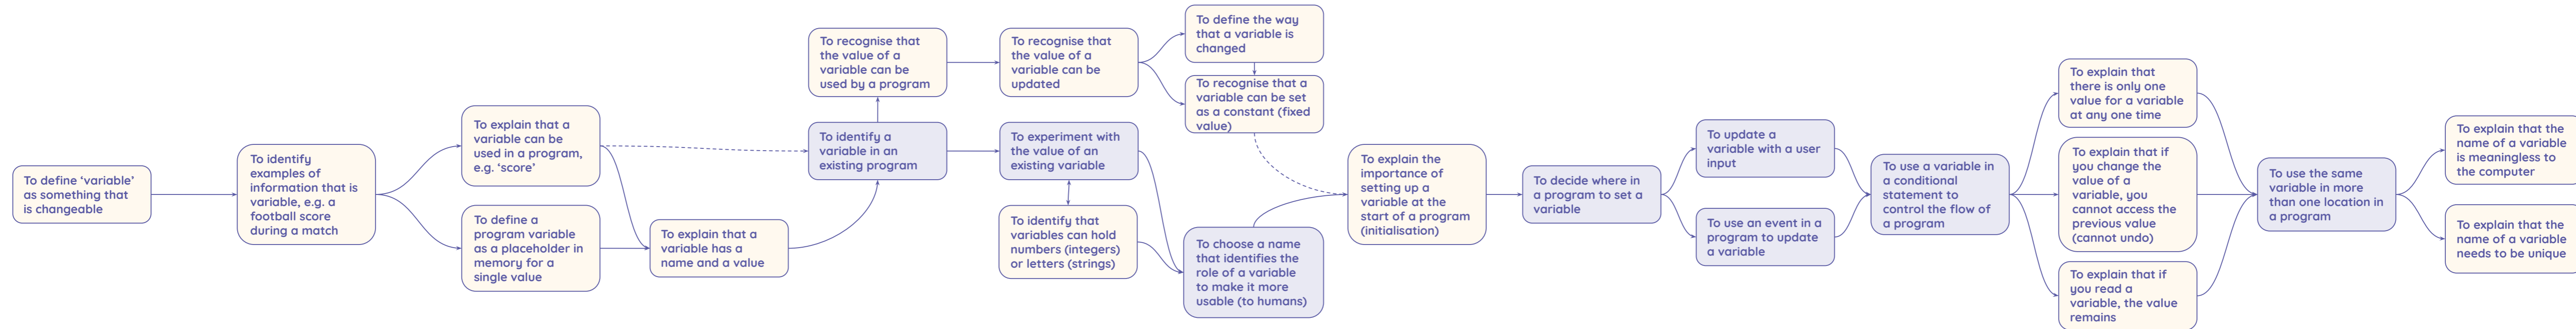 To define ‘variable’
as something that
is changeable
To identify
examples of
information that is
variable, e.g. a
football score
during a match
To explain that a
variable can be
used in a program,
e.g. ‘score’
To define a
program variable
as a placeholder in
memory for a
single value
To explain that a
variable has a
name and a value
To recognise that
the value of a
variable can be
used by a program
To identify a
variable in an
existing program
To recognise that
the value of a
variable can be
updated
To experiment with
the value of an
existing variable
To identify that
variables can hold
numbers (integers)
or letters (strings)
To define the way
that a variable is
changed
To recognise that a
variable can be set
as a constant (fixed
value)
To choose a name
that identifies the
role of a variable
to make it more
usable (to humans)
To explain the
importance of
setting up a
variable at the
start of a program
(initialisation)
To decide where in
a program to set a
variable
To update a
variable with a user
input
To use an event in a
program to update
a variable
To use a variable in
a conditional
statement to
control the flow of
a program
To explain that
there is only one
value for a variable
at any one time
To explain that if
you change the
value of a
variable, you
cannot access the
previous value
(cannot undo)
To explain that if
you read a
variable, the value
remains
To use the same
variable in more
than one location in
a program
To explain that the
name of a variable
is meaningless to
the computer
To explain that the
name of a variable
needs to be unique